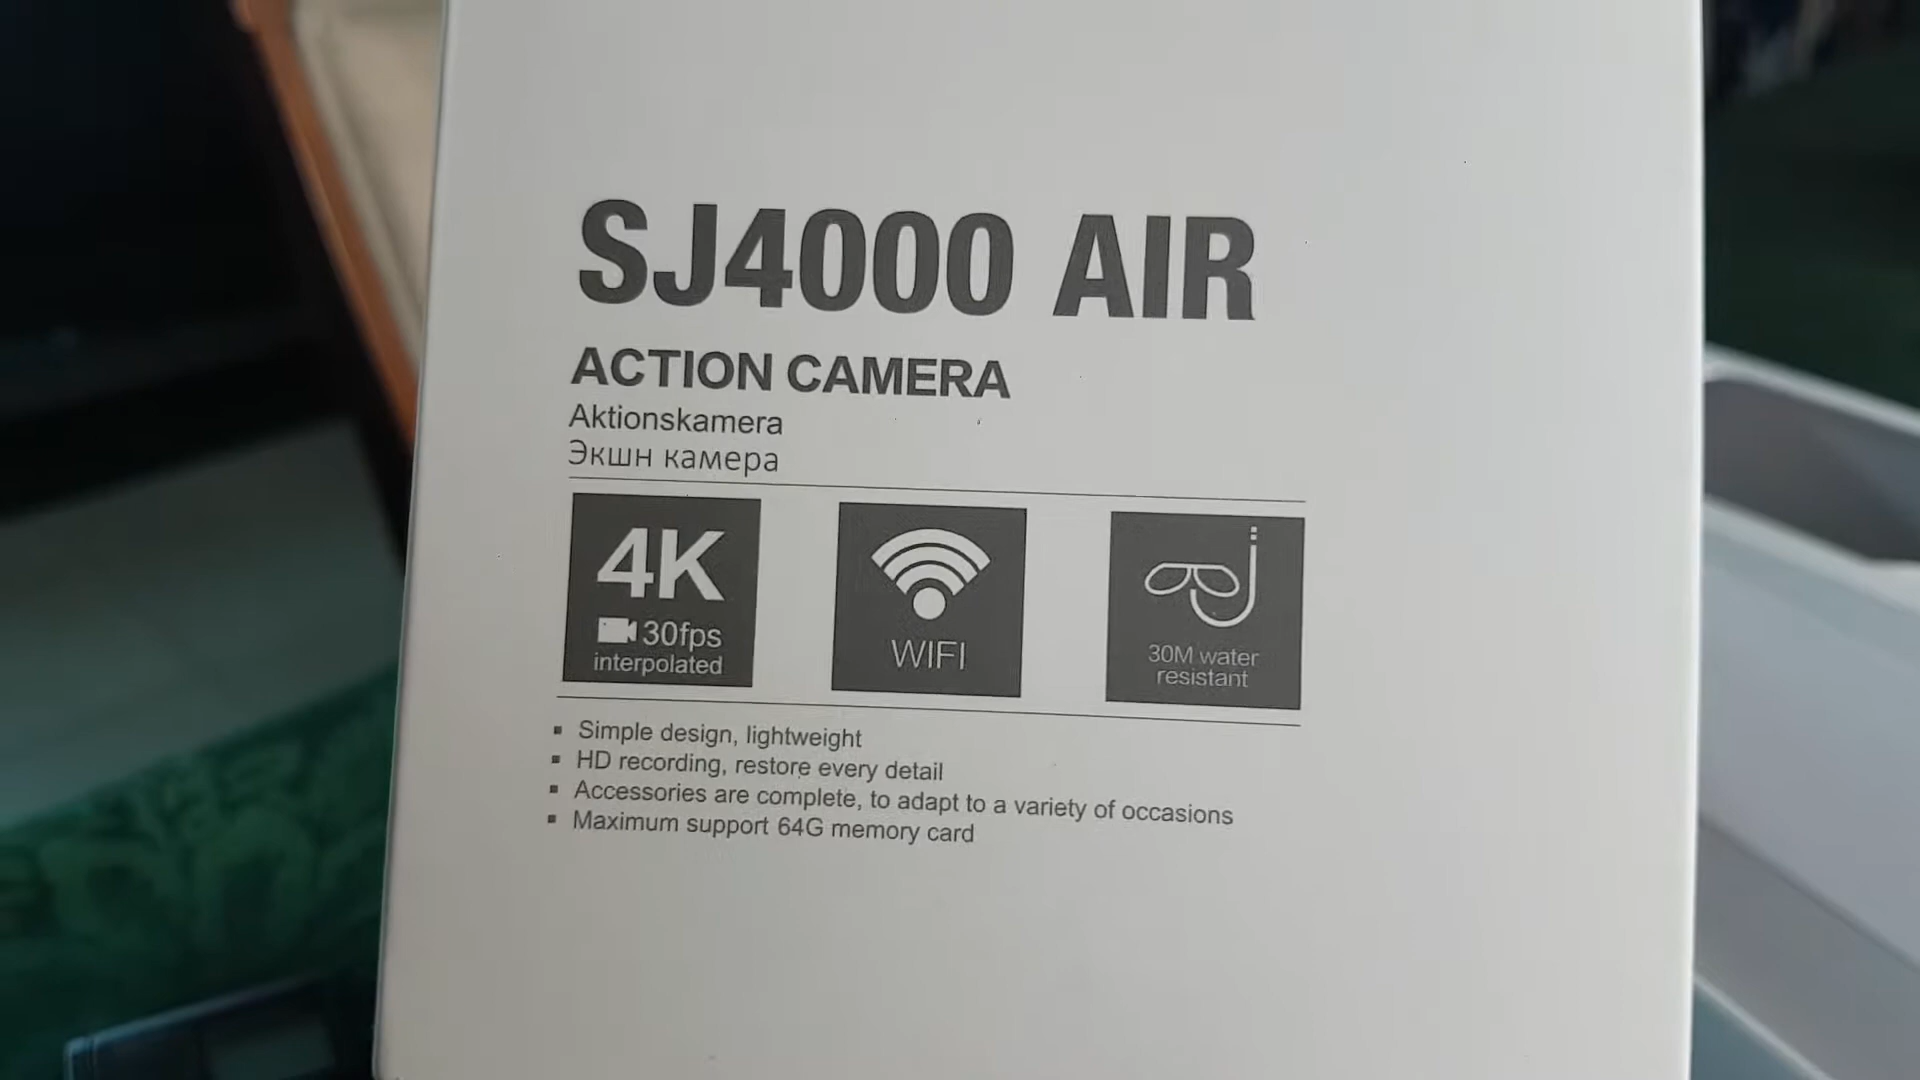 SJ4000 AIR
ACTION CAMERA
Aktionskamera
Экшн камера
4K
30fps
interpolated
WIFI
30M water
resistant
▪ Simple design, lightweight
▪ HD recording, restore every detail
▪ Accessories are complete, to adapt to a variety of occasions
▪ Maximum support 64G memory card